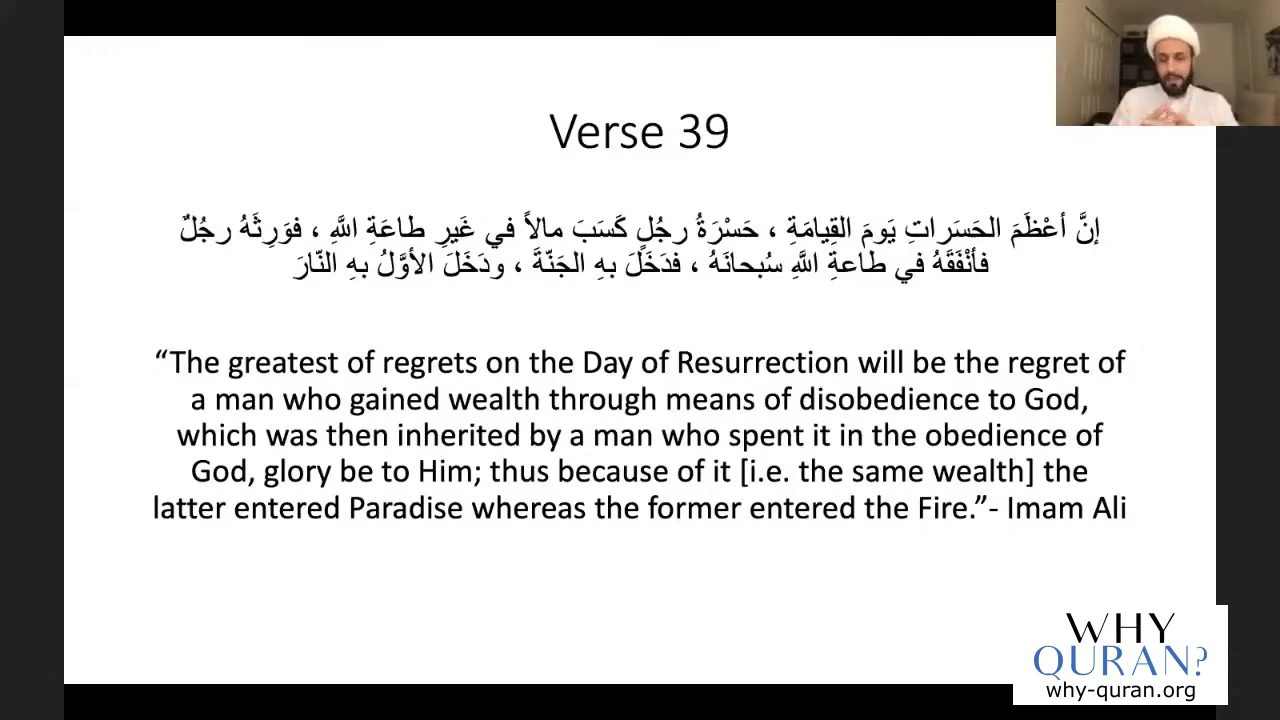 Verse 39
إنَّ أعْظَمَ الحَسَراتِ يَومَ القِيامَةِ ، حَسْرَةُ رجُلٍ كَسَبَ مالاً في غَيرِ طاعَةِ اللَّهِ ، فوَرِثَهُ رجُلٌ
فأنْفَقَهُ في طاعةِ اللَّهِ سُبحانَهُ ، فدَخَلَ بهِ الجَنّةَ ، ودَخَلَ الأوَّلُ بهِ النّارَ
“The greatest of regrets on the Day of Resurrection will be the regret of
a man who gained wealth through means of disobedience to God,
which was then inherited by a man who spent it in the obedience of
God, glory be to Him; thus because of it [i.e. the same wealth] the
latter entered Paradise whereas the former entered the Fire.”- Imam Ali
WHY
QURAN?
why-quran.org